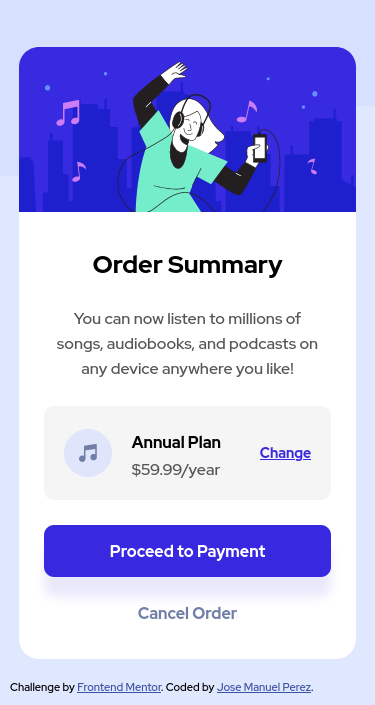 Order Summary
You can now listen to millions of
songs, audiobooks, and podcasts on
any device anywhere you like!
Annual Plan
$59.99/year
Change
Proceed to Payment
Cancel Order
Challenge by Frontend Mentor. Coded by Jose Manuel Perez.